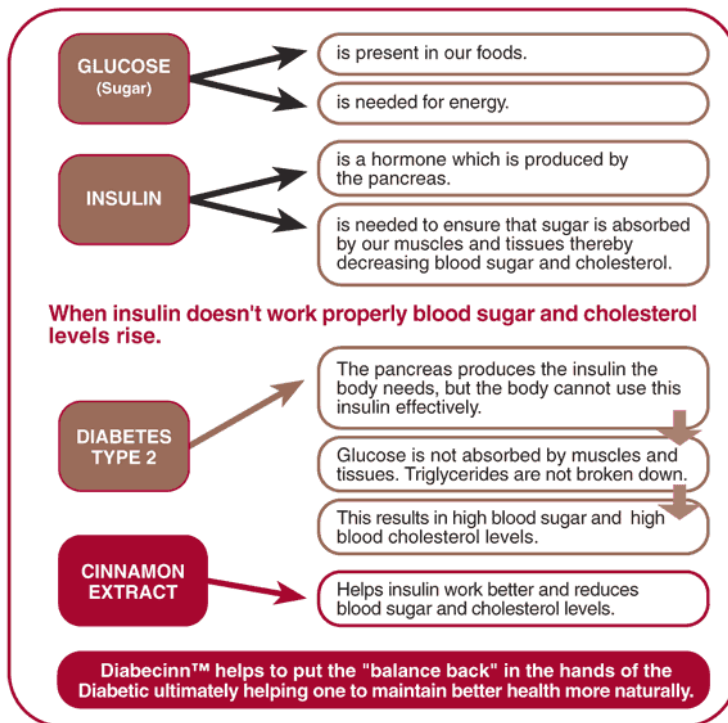 GLUCOSE
(Sugar)
is present in our foods.
is needed for energy.
INSULIN
is a hormone which is produced by
the pancreas.
is needed to ensure that sugar is absorbed
by our muscles and tissues thereby
decreasing blood sugar and cholesterol.
When insulin doesn't work properly blood sugar and cholesterol
levels rise.
DIABETES
TYPE 2
The pancreas produces the insulin the
body needs, but the body cannot use this
insulin effectively.
Glucose is not absorbed by muscles and
tissues. Triglycerides are not broken down.
This results in high blood sugar and  high
blood cholesterol levels.
CINNAMON
EXTRACT
Helps insulin work better and reduces
blood sugar and cholesterol levels.
Diabecinn™ helps to put the "balance back" in the hands of the
Diabetic ultimately helping one to maintain better health more naturally.